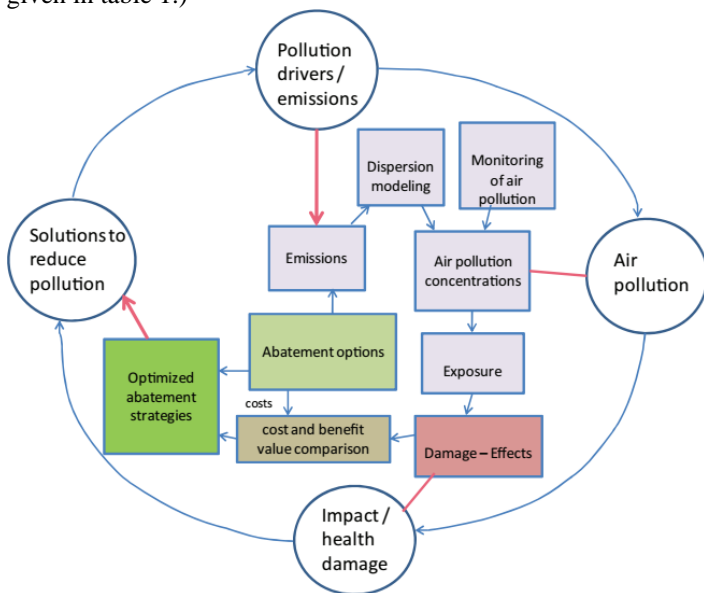 given in table 1.)
Pollution
drivers /
emissions
Dispersion
modeling
Monitoring
of air
pollution
Solutions to
reduce
pollution
Emissions
Air pollution
concentrations
Air
pollution
Abatement options
Exposure
Optimized
abatement
strategies
costs
cost and benefit
value comparison
Damage – Effects
Impact /
health
damage